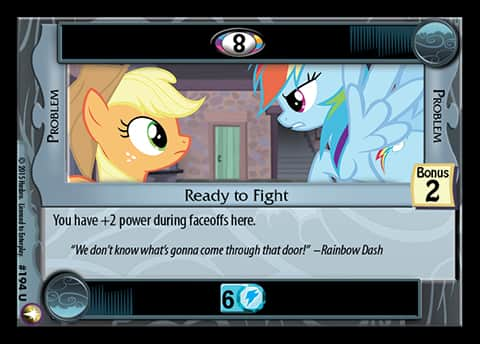 8
PROBLEM
PROBLEM
Bonus
2
Ready to Fight
You have +2 power during faceoffs here.
"We don't know what's gonna come through that door!" –Rainbow Dash
6
© 2015 Hasbro. Licensed to Enterplay.
#194 U